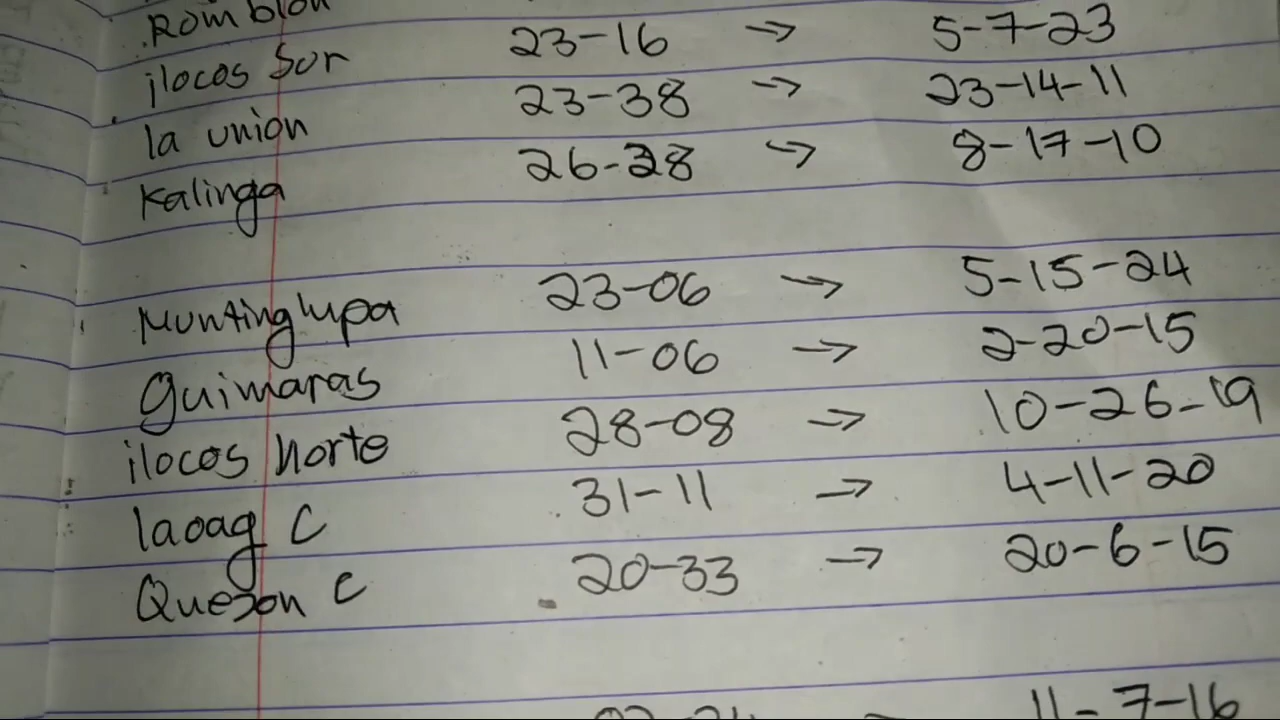 Romblon
ilocos Sur 23-16 → 5-7-23
la union 23-38 → 23-14-11
Kalinga 26-28 → 8-17-10
Muntinglupa 23-06 → 5-15-24
Guimaras 11-06 → 2-20-15
ilocos Norte 28-08 → 10-26-19
laoag C 31-11 → 4-11-20
Quezon C 20-33 → 20-6-15
11-7-16